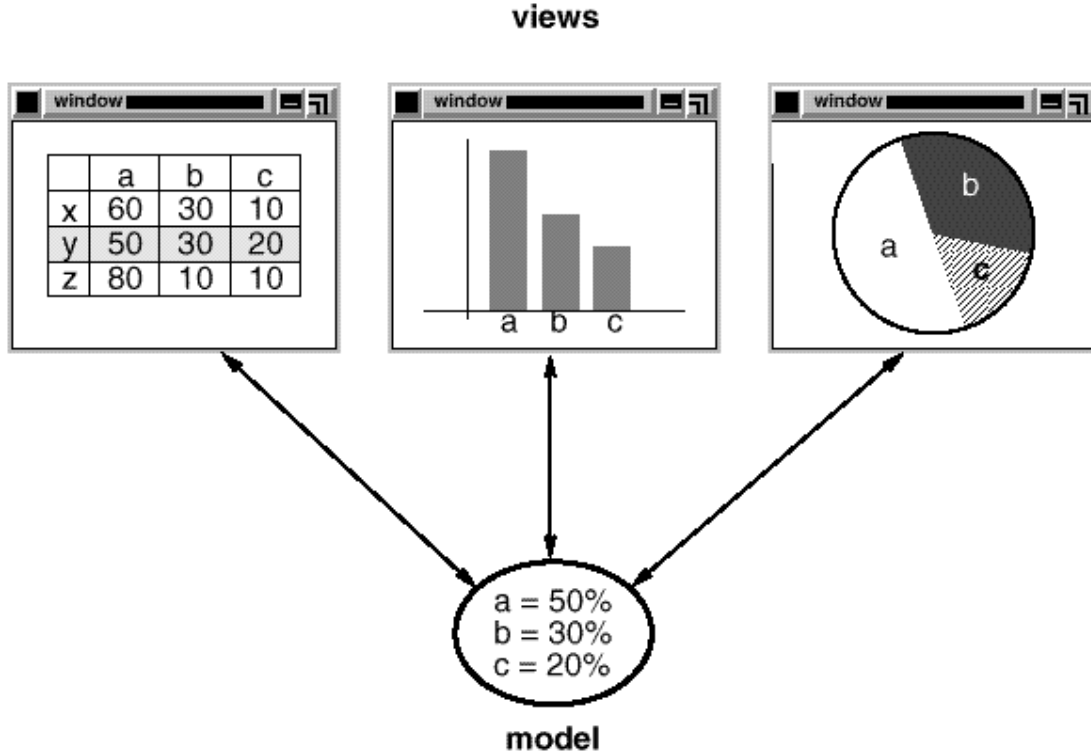 views
window
a b c
x 60 30 10
y 50 30 20
z 80 10 10
window
a b c
window
b
a
c
a = 50%
b = 30%
c = 20%
model